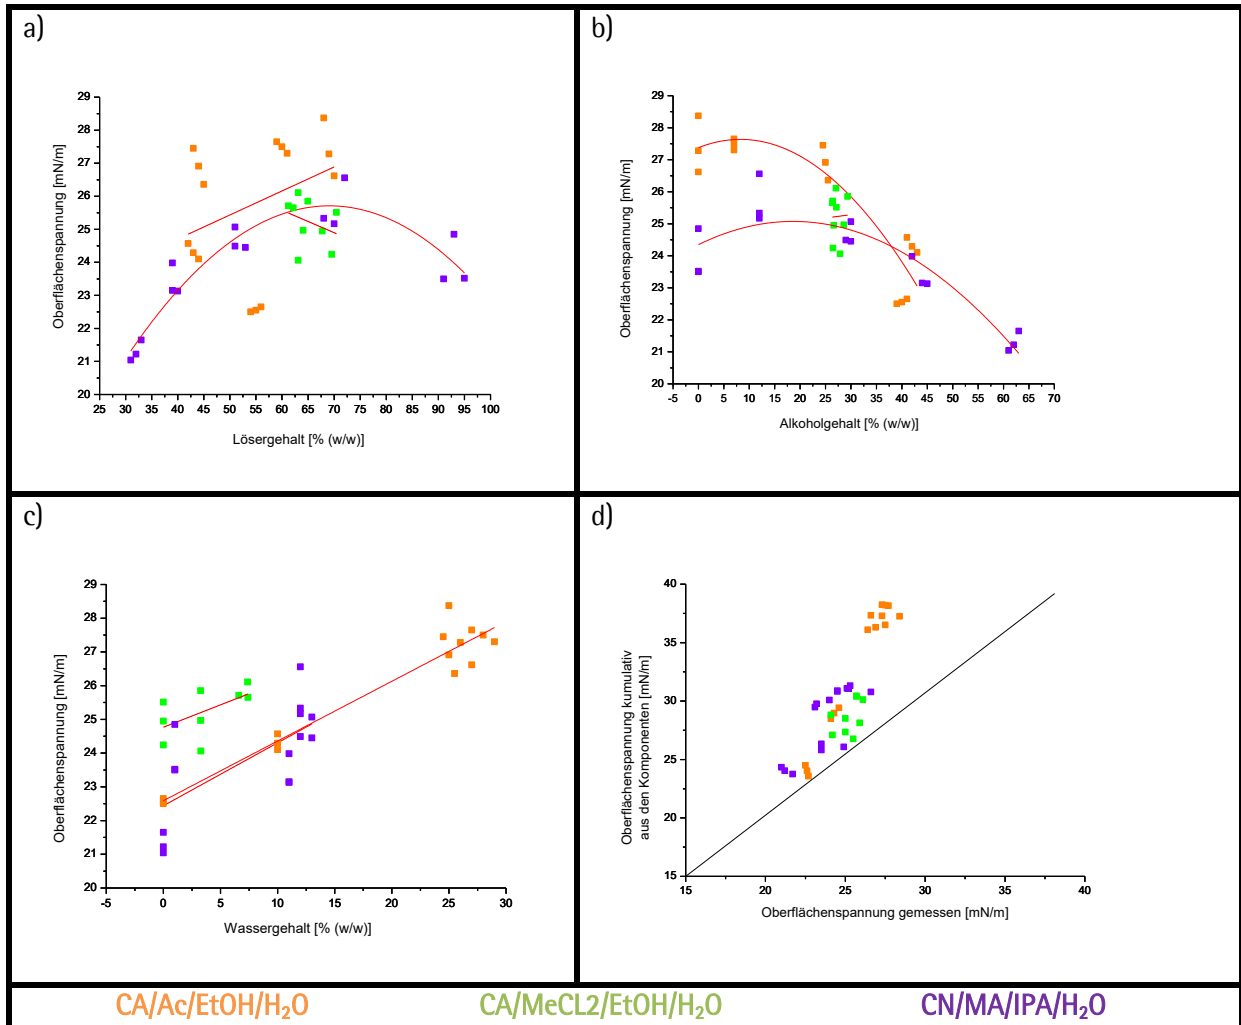 a)
29
28
27
26
25
24
23
22
21
20
Oberflächenspannung [mN/m]
25 30 35 40 45 50 55 60 65 70 75 80 85 90 95 100
Lösergehalt [% (w/w)]
b)
29
28
27
26
25
24
23
22
21
20
Oberflächenspannung [mN/m]
-5 0 5 10 15 20 25 30 35 40 45 50 55 60 65 70
Alkoholgehalt [% (w/w)]
c)
29
28
27
26
25
24
23
22
21
20
Oberflächenspannung [mN/m]
-5 0 5 10 15 20 25 30
Wassergehalt [% (w/w)]
d)
40
35
30
25
20
15
Oberflächenspannung kumulativ
aus den Komponenten [mN/m]
15 20 25 30 35 40
Oberflächenspannung gemessen [mN/m]
CA/Ac/EtOH/H₂O CA/MeCL2/EtOH/H₂O CN/MA/IPA/H₂O